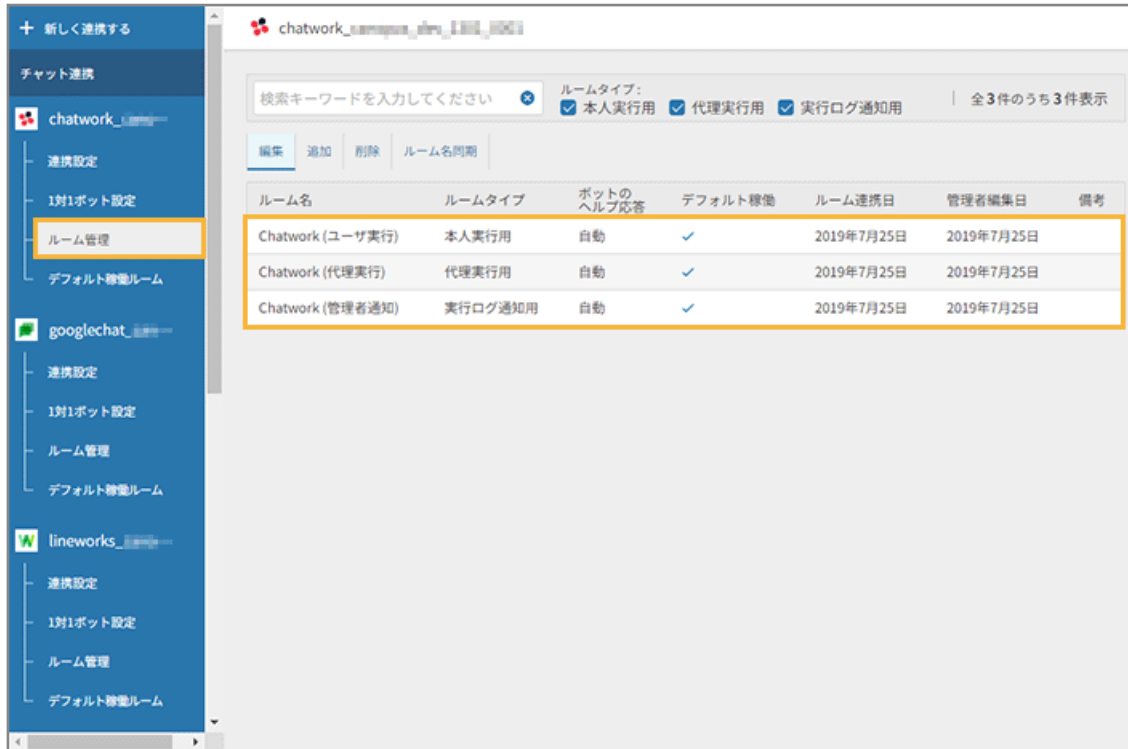 + 新しく連携する
チャット連携
chatwork_
連携設定
1対1ボット設定
ルーム管理
デフォルト稼働ルーム
googlechat_
連携設定
1対1ボット設定
ルーム管理
デフォルト稼働ルーム
lineworks_
連携設定
1対1ボット設定
ルーム管理
デフォルト稼働ルーム
chatwork_
検索キーワードを入力してください
ルームタイプ:
本人実行用 代理実行用 実行ログ通知用
| 全3件のうち3件表示
編集 追加 削除 ルーム名同期
ルーム名 ルームタイプ ボットのヘルプ応答 デフォルト稼働 ルーム連携日 管理者編集日 備考
Chatwork (ユーザ実行) 本人実行用 自動 ✓ 2019年7月25日 2019年7月25日
Chatwork (代理実行) 代理実行用 自動 ✓ 2019年7月25日 2019年7月25日
Chatwork (管理者通知) 実行ログ通知用 自動 ✓ 2019年7月25日 2019年7月25日